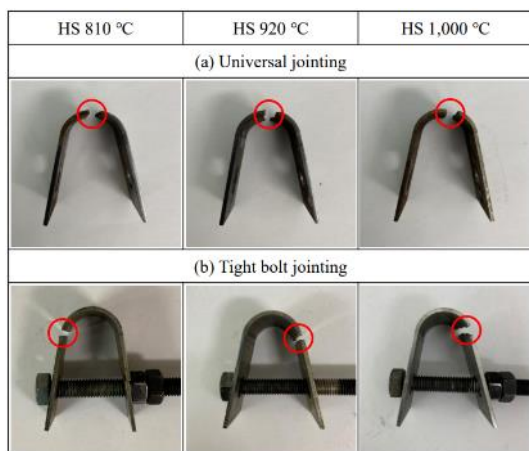 HS 810 °C HS 920 °C HS 1,000 °C
(a) Universal jointing
(b) Tight bolt jointing